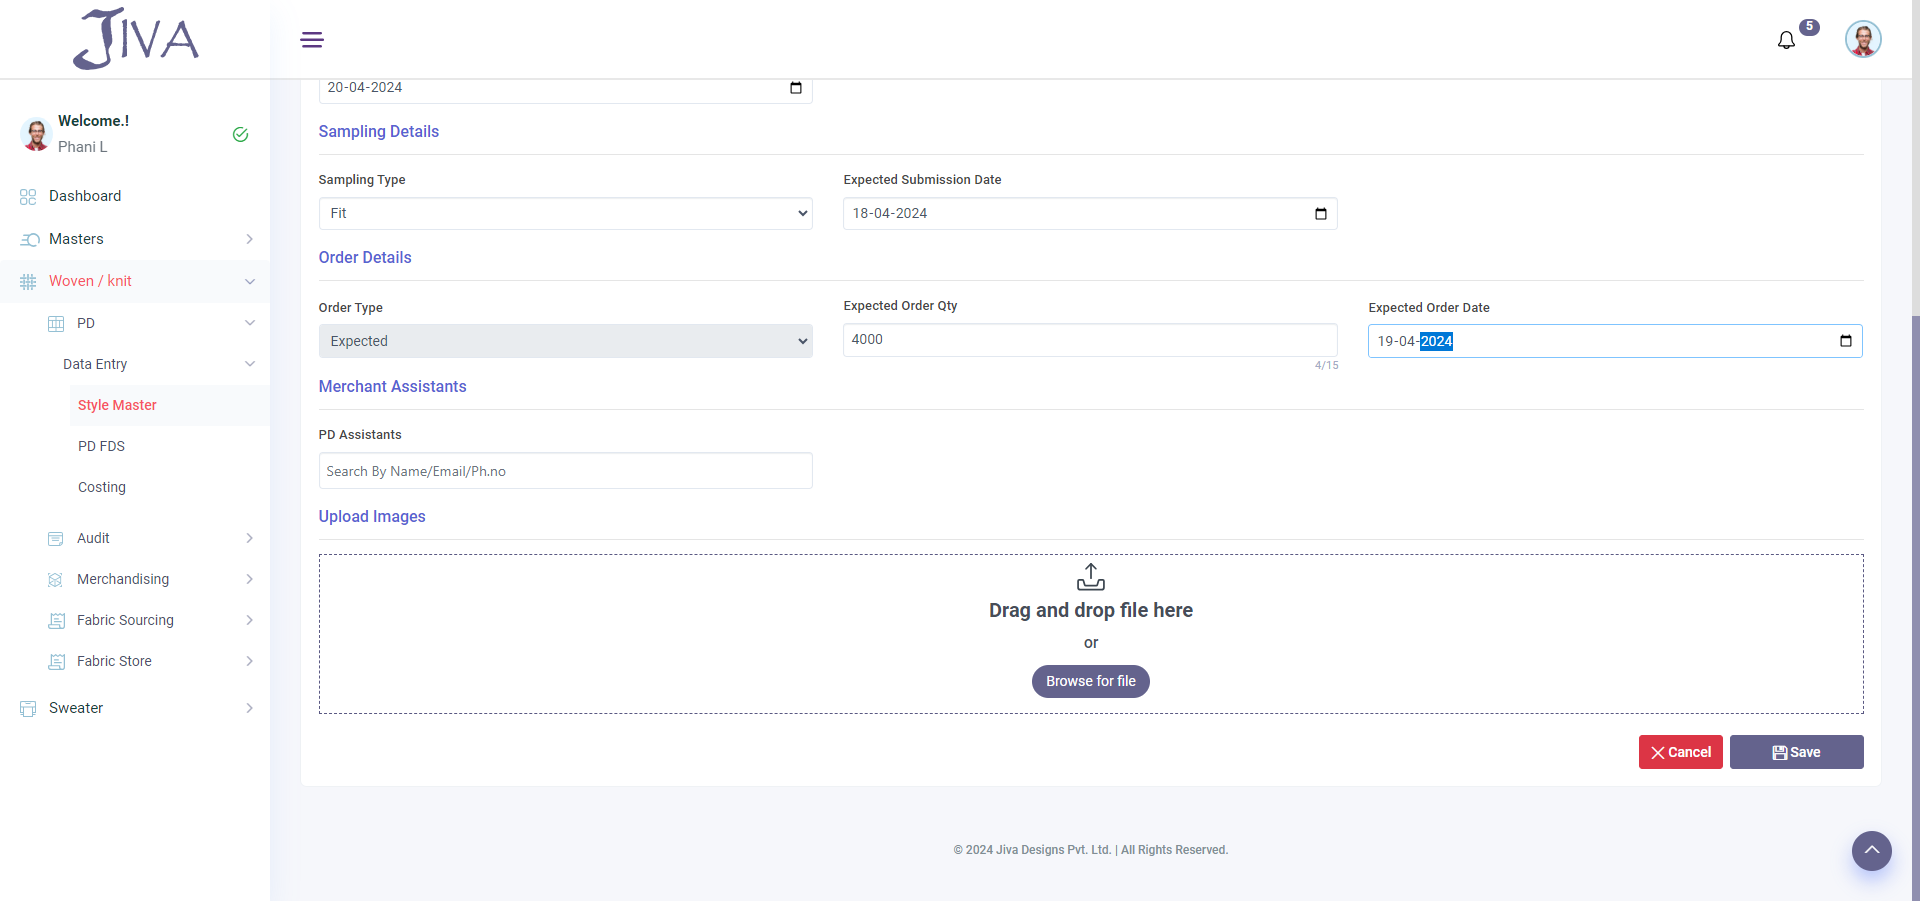 JIVA
5
Welcome.!
Phani L
Dashboard
Masters
Woven / knit
PD
Data Entry
Style Master
PD FDS
Costing
Audit
Merchandising
Fabric Sourcing
Fabric Store
Sweater
20-04-2024
Sampling Details
Sampling Type
Expected Submission Date
Fit
18-04-2024
Order Details
Order Type
Expected Order Qty
Expected Order Date
Expected
4000
19-04-2024
4/15
Merchant Assistants
PD Assistants
Search By Name/Email/Ph.no
Upload Images
Drag and drop file here
or
Browse for file
Cancel
Save
© 2024 Jiva Designs Pvt. Ltd. | All Rights Reserved.